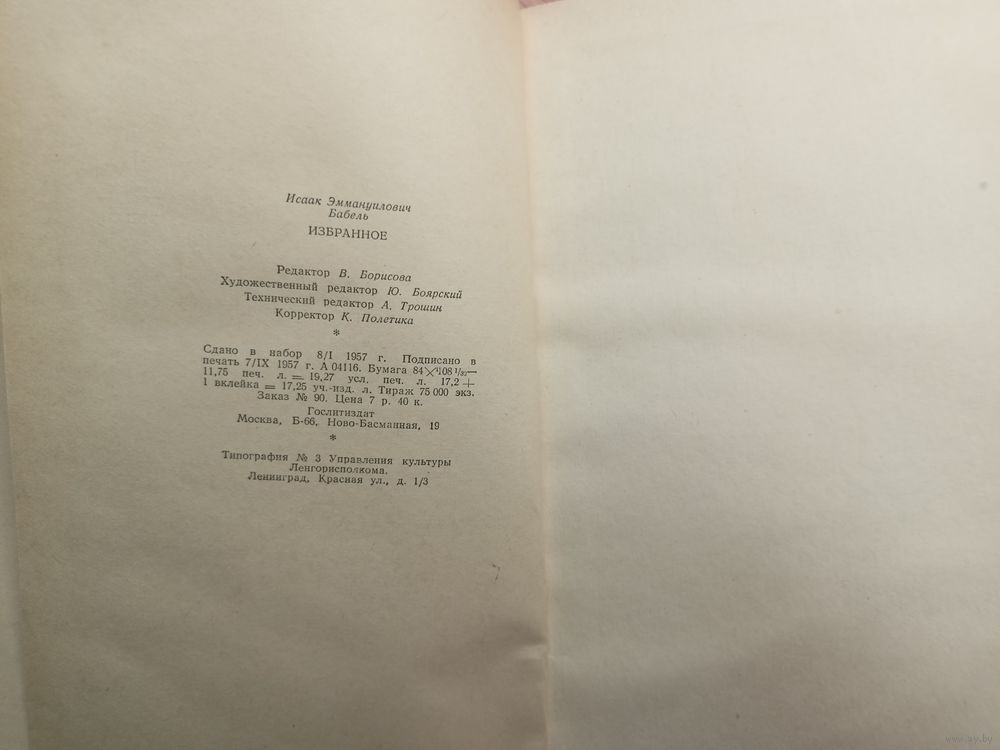 Исаак Эммануилович
Бабель
ИЗБРАННОЕ
Редактор В. Борисова
Художественный редактор Ю. Боярский
Технический редактор А. Трошин
Корректор К. Полетика
*
Сдано в набор 8/I 1957 г. Подписано в
печать 7/IX 1957 г. А 04116. Бумага 84×108 1/32—
11,75 печ. л. = 19,27 усл. печ. л. 17,2 +
1 вклейка = 17,25 уч.-изд. л. Тираж 75 000 экз.
Заказ № 90. Цена 7 р. 40 к.
Гослитиздат
Москва, Б-66, Ново-Басманная, 19
*
Типография № 3 Управления культуры
Ленгорисполкома.
Ленинград, Красная ул., д. 1/3
www.ay.by